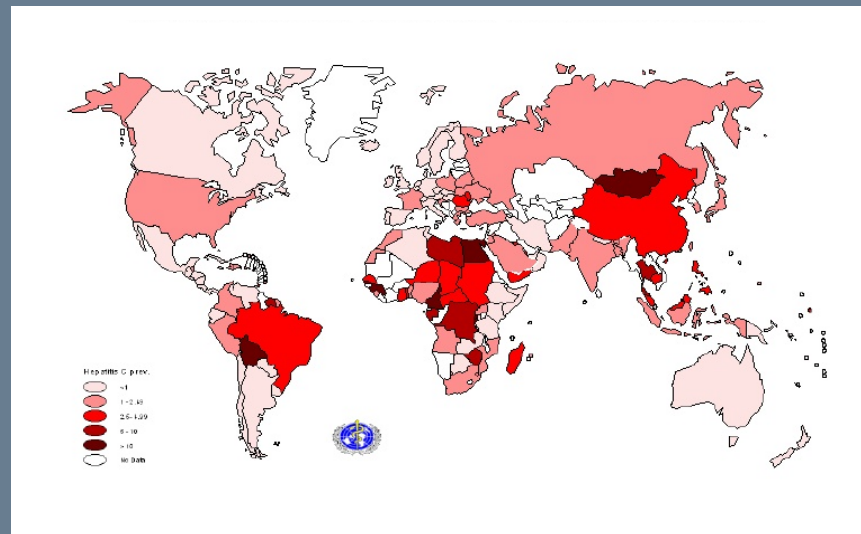 Hepatitis C prev.
<1
1-2.49
2.5-4.99
5-10
>10
No Data